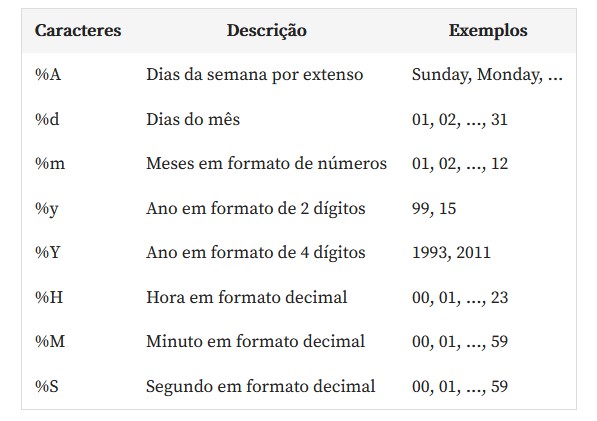 Caracteres Descrição Exemplos
%A Dias da semana por extenso Sunday, Monday, ...
%d Dias do mês 01, 02, ..., 31
%m Meses em formato de números 01, 02, ..., 12
%y Ano em formato de 2 dígitos 99, 15
%Y Ano em formato de 4 dígitos 1993, 2011
%H Hora em formato decimal 00, 01, ..., 23
%M Minuto em formato decimal 00, 01, ..., 59
%S Segundo em formato decimal 00, 01, ..., 59